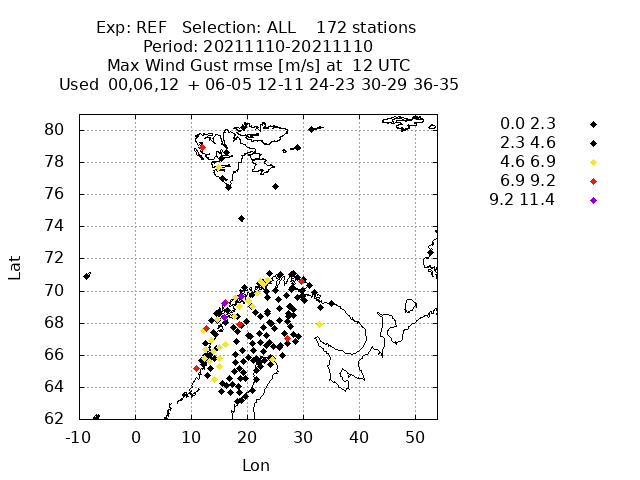 Exp: REF   Selection: ALL    172 stations
Period: 20211110-20211110
Max Wind Gust rmse [m/s] at  12 UTC
Used  00,06,12  + 06-05 12-11 24-23 30-29 36-35
0.0 2.3
2.3 4.6
4.6 6.9
6.9 9.2
9.2 11.4
Lat
80
78
76
74
72
70
68
66
64
62
-10 0 10 20 30 40 50
Lon